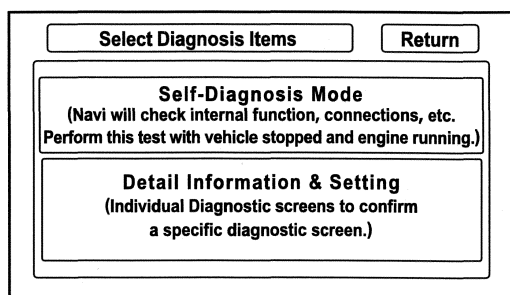 Select Diagnosis Items
Return
Self-Diagnosis Mode
(Navi will check internal function, connections, etc.
Perform this test with vehicle stopped and engine running.)
Detail Information & Setting
(Individual Diagnostic screens to confirm
a specific diagnostic screen.)